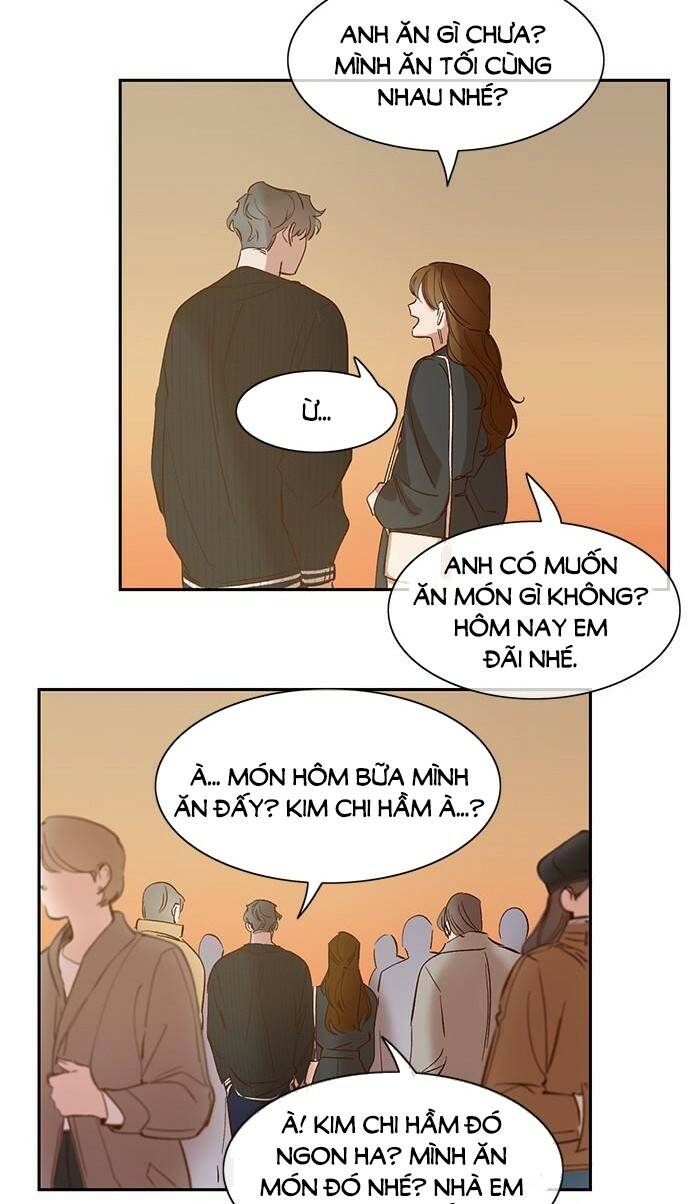 ANH ĂN GÌ CHƯA?
MÌNH ĂN TỐI CÙNG
NHAU NHÉ?
Ừ...
ANH CÓ MUỐN
ĂN MÓN GÌ KHÔNG?
HÔM NAY EM
ĐÃI NHÉ.
À... MÓN HÔM BỮA MÌNH
ĂN ĐẤY? KIM CHI HẦM À...?
À! KIM CHI HẦM ĐÓ
NGON HA? MÌNH ĂN
MÓN ĐÓ NHÉ? NHÀ EM